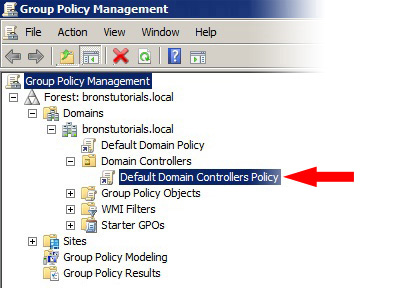 Group Policy Management
File Action View Window Help
Group Policy Management
Forest: bronstutorials.local
Domains
bronstutorials.local
Default Domain Policy
Domain Controllers
Default Domain Controllers Policy
Group Policy Objects
WMI Filters
Starter GPOs
Sites
Group Policy Modeling
Group Policy Results